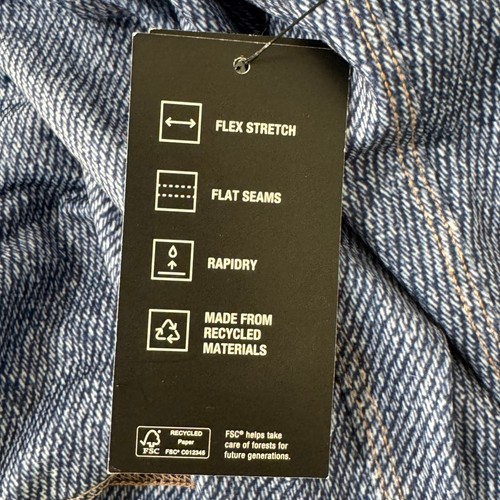 FLEX STRETCH
FLAT SEAMS
RAPIDRY
MADE FROM
RECYCLED
MATERIALS
FSC
RECYCLED
Paper
FSC® C012345
FSC® helps take
care of forests for
future generations.